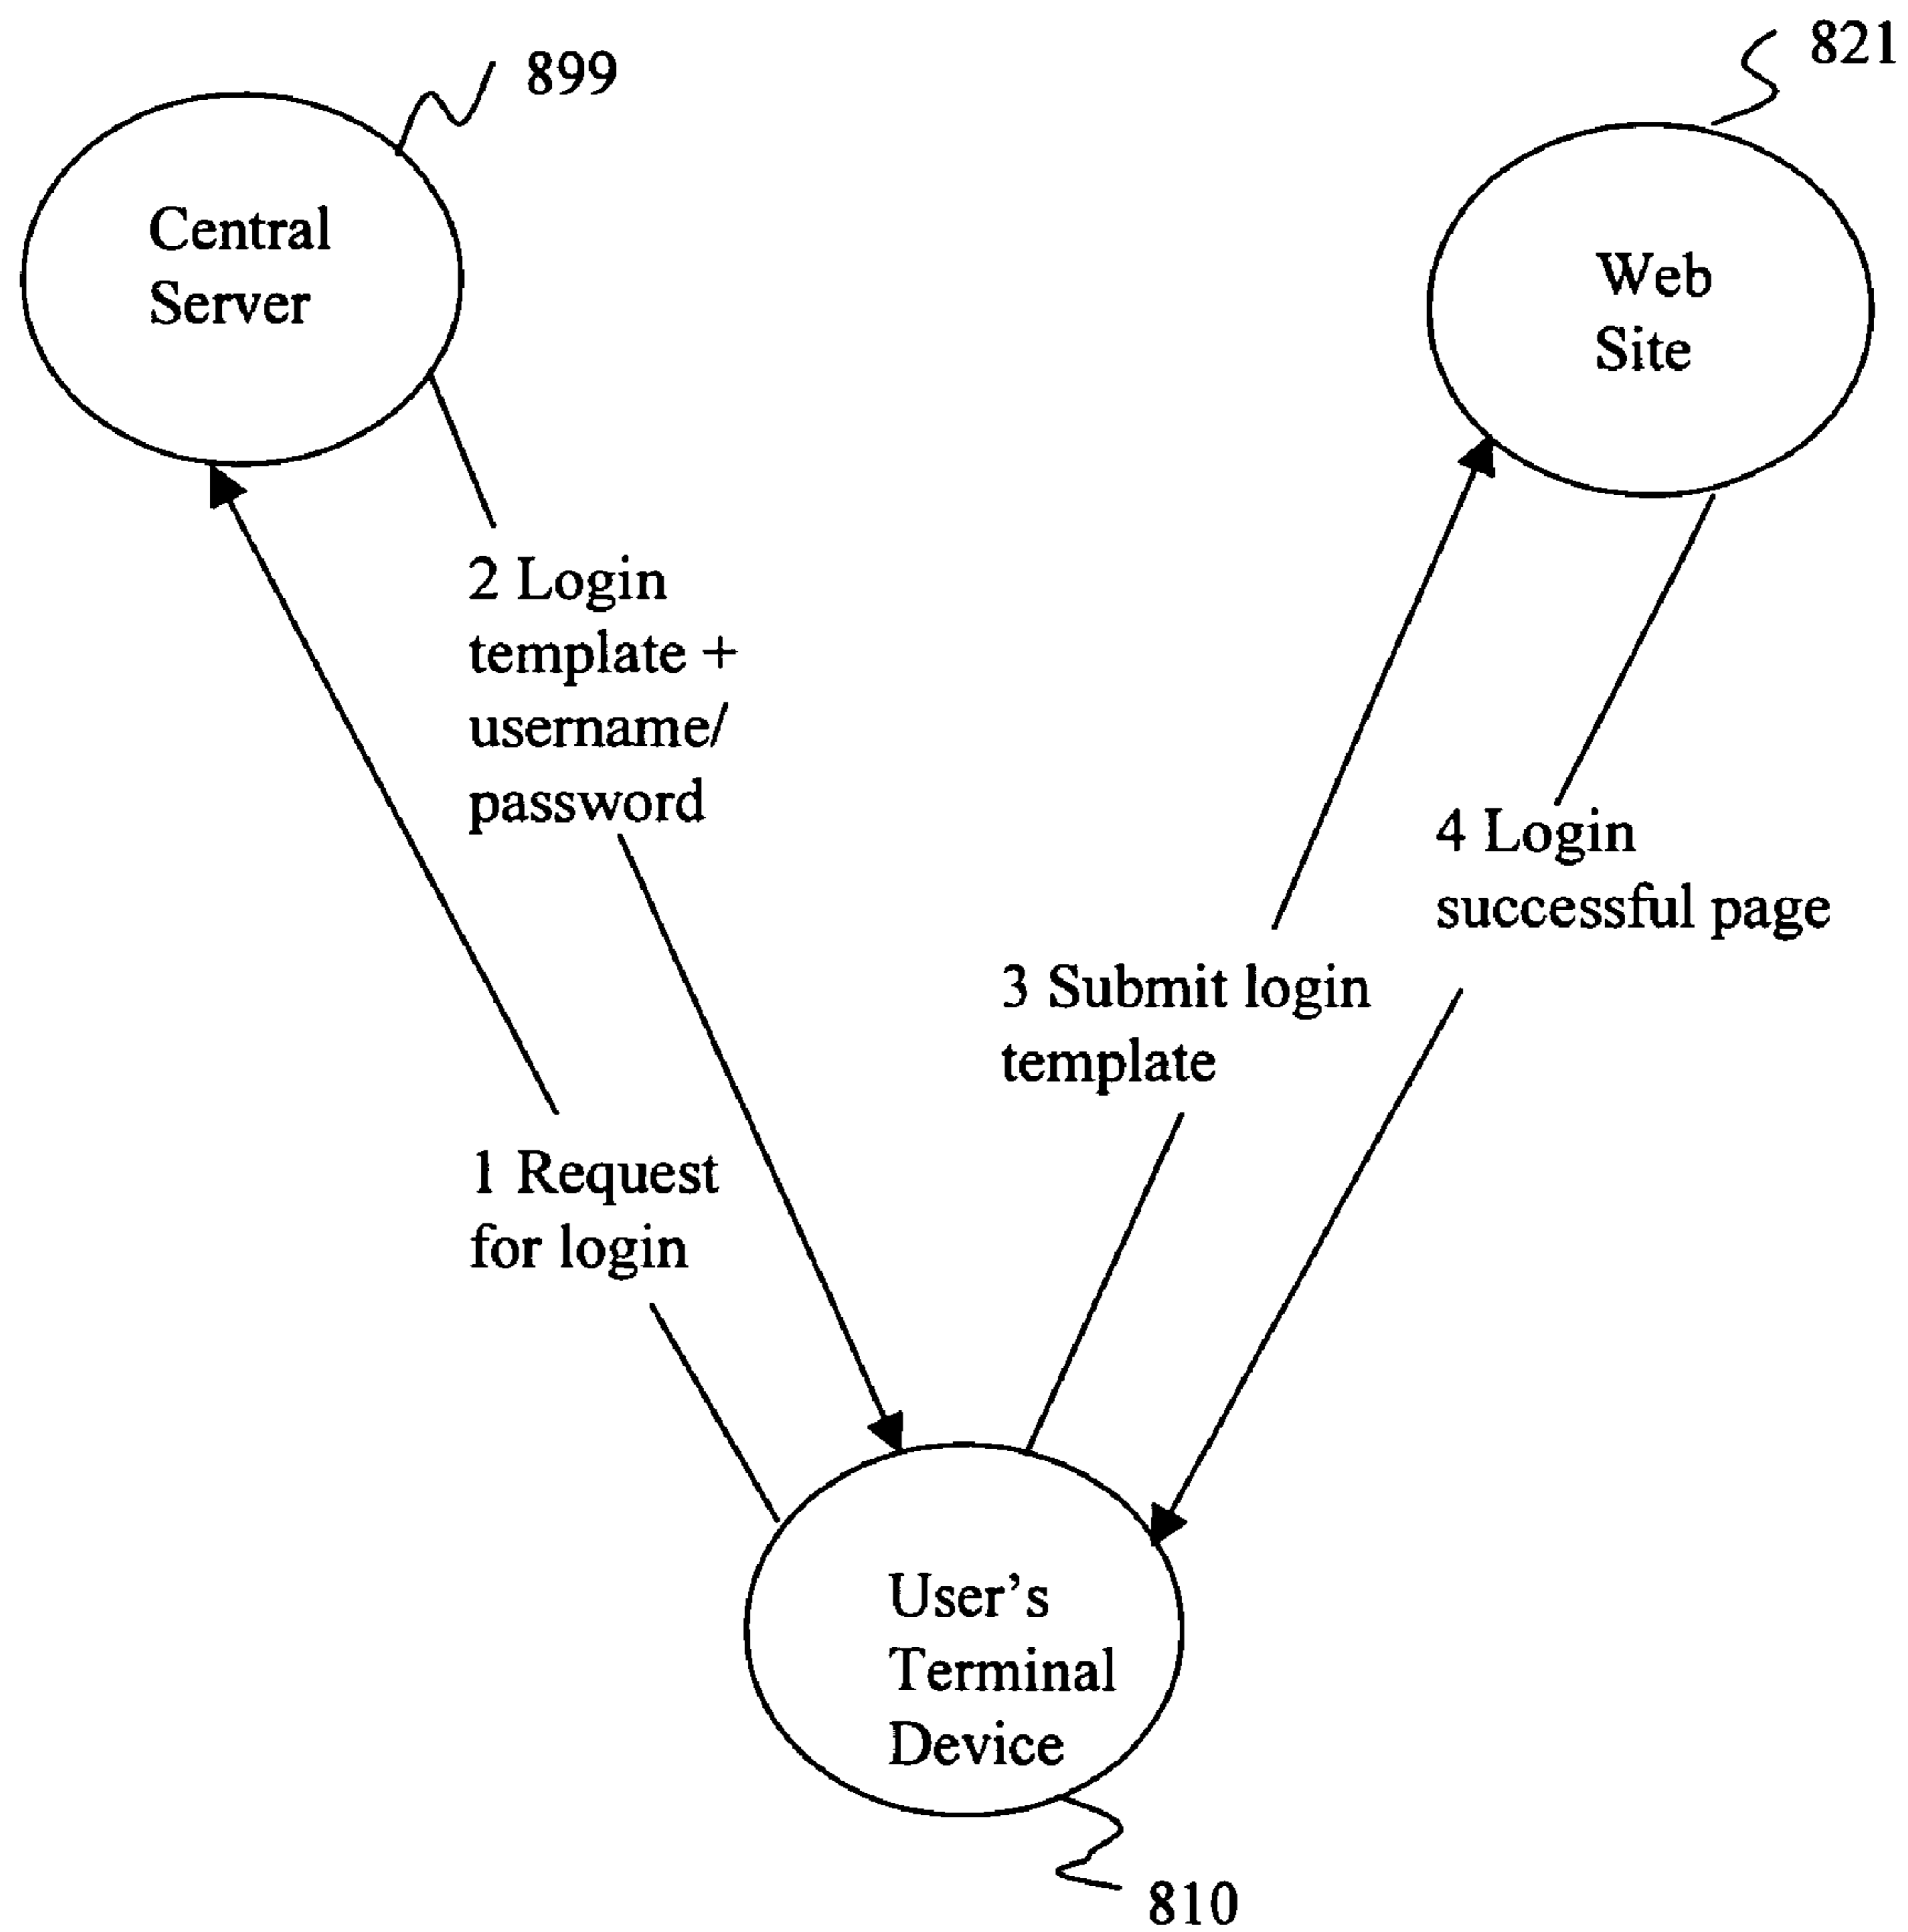 899
821
Central
Server
Web
Site
2 Login
template +
username/
password
4 Login
successful page
3 Submit login
template
1 Request
for login
User's
Terminal
Device
810